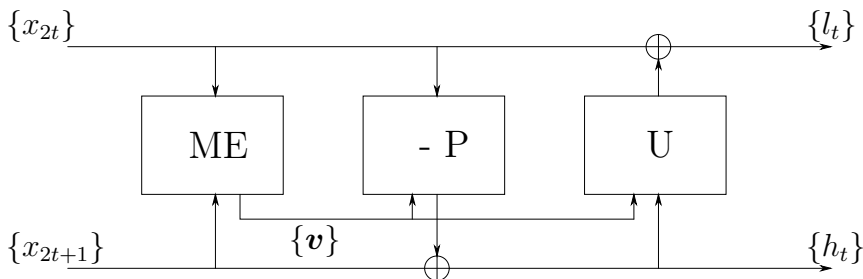 {x_{2t}} {l_t}
ME - P U
{v}
{x_{2t+1}} {h_t}